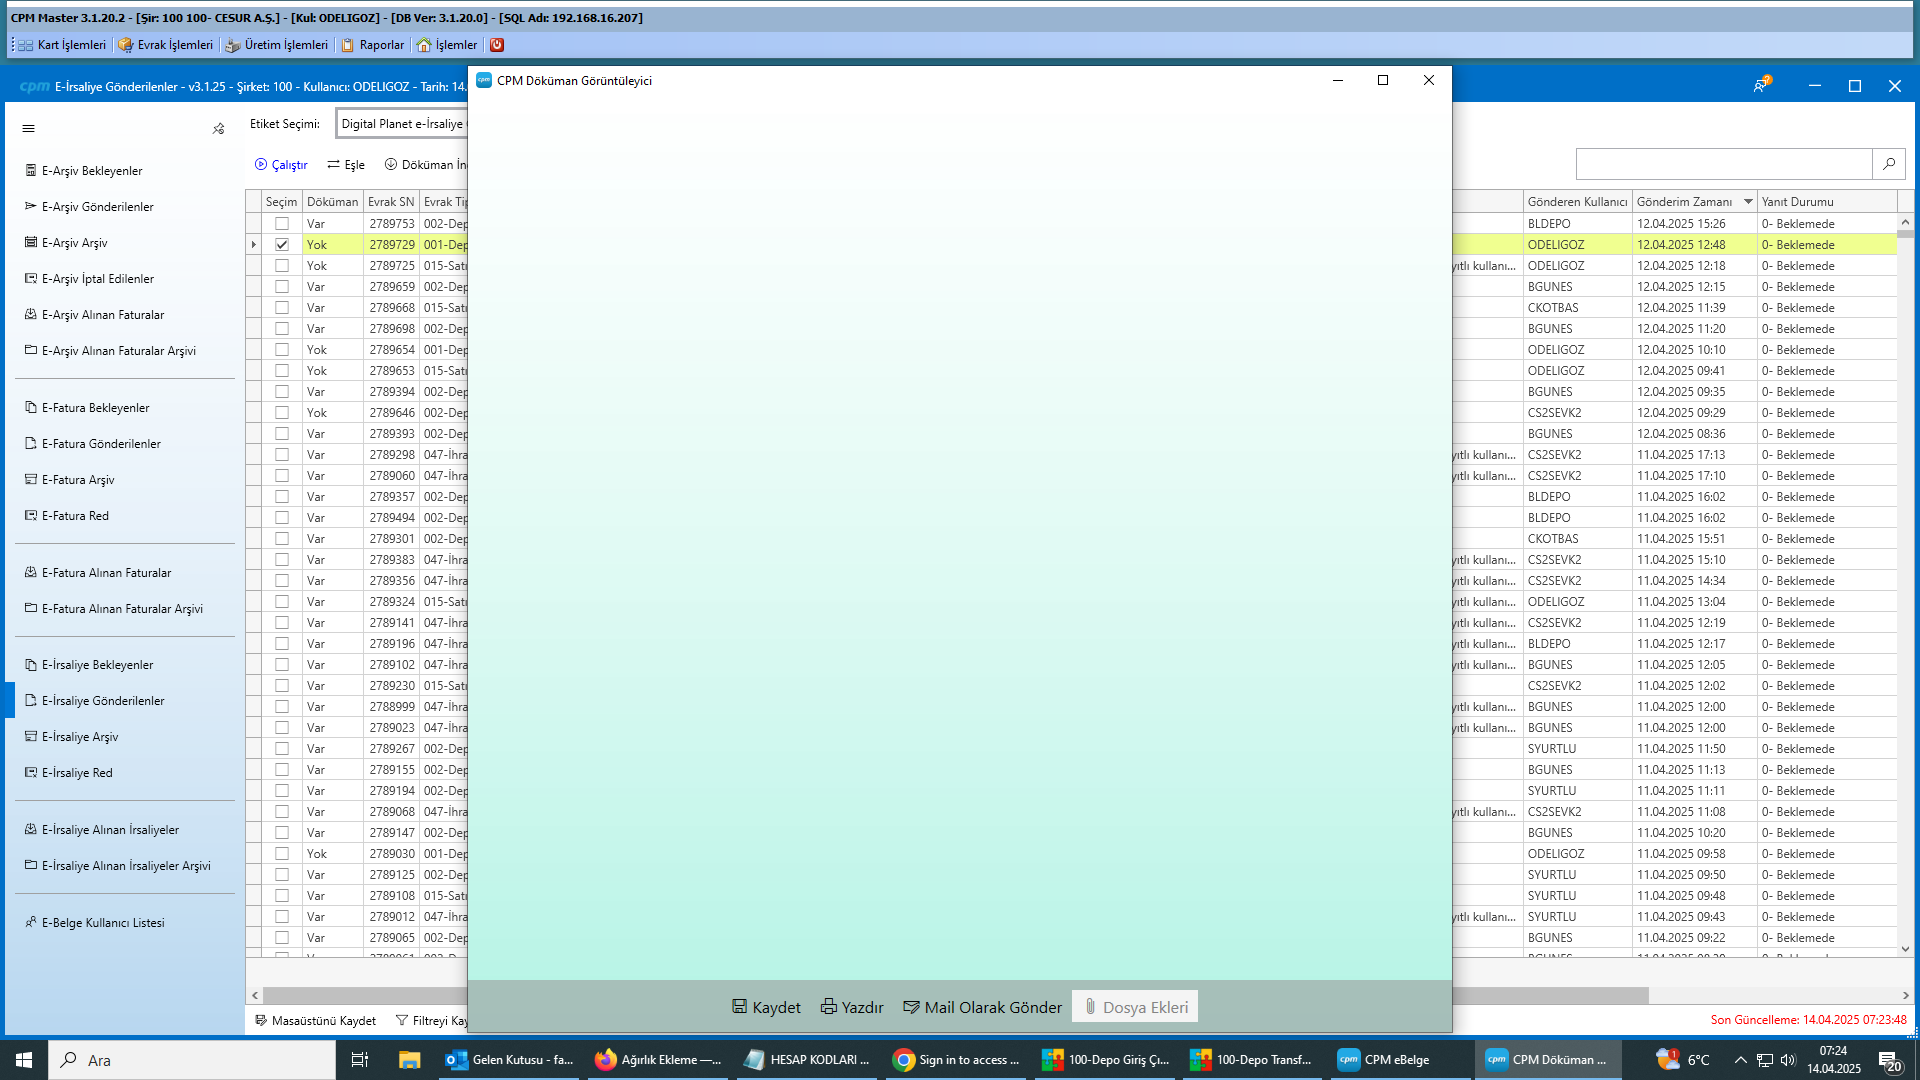 CPM Master 3.1.20.2 - [Şir: 100 100- CESUR A.Ş.] - [Kul: ODELIGOZ] - [DB Ver: 3.1.20.0] - [SQL Adı: 192.168.16.207]
Kart İşlemleri Evrak İşlemleri Üretim İşlemleri Raporlar İşlemler
cpm E-İrsaliye Gönderilenler - v3.1.25 - Şirket: 100 - Kullanıcı: ODELIGOZ - Tarih: 14.
cpm CPM Döküman Görüntüleyici
Etiket Seçimi: Digital Planet e-İrsaliye
Çalıştır Eşle Döküman
E-Arşiv Bekleyenler
E-Arşiv Gönderilenler
E-Arşiv Arşiv
E-Arşiv İptal Edilenler
E-Arşiv Alınan Faturalar
E-Arşiv Alınan Faturalar Arşivi
E-Fatura Bekleyenler
E-Fatura Gönderilenler
E-Fatura Arşiv
E-Fatura Red
E-Fatura Alınan Faturalar
E-Fatura Alınan Faturalar Arşivi
E-İrsaliye Bekleyenler
E-İrsaliye Gönderilenler
E-İrsaliye Arşiv
E-İrsaliye Red
E-İrsaliye Alınan İrsaliyeler
E-İrsaliye Alınan İrsaliyeler Arşivi
E-Belge Kullanıcı Listesi
Seçim Döküman Evrak SN Evrak Tip Gönderen Kullanıcı Gönderim Zamanı Yanıt Durumu
Var 2789753 002-Dep BLDEPO 12.04.2025 15:26 0- Beklemede
Yok 2789729 001-Dep ODELIGOZ 12.04.2025 12:48 0- Beklemede
Yok 2789725 015-Satı yıtlı kullanı... ODELIGOZ 12.04.2025 12:18 0- Beklemede
Var 2789659 002-Dep BGUNES 12.04.2025 12:15 0- Beklemede
Var 2789668 015-Satı CKOTBAS 12.04.2025 11:39 0- Beklemede
Var 2789698 002-Dep BGUNES 12.04.2025 11:20 0- Beklemede
Yok 2789654 001-Dep ODELIGOZ 12.04.2025 10:10 0- Beklemede
Yok 2789653 015-Satı ODELIGOZ 12.04.2025 09:41 0- Beklemede
Var 2789394 002-Dep BGUNES 12.04.2025 09:35 0- Beklemede
Yok 2789646 002-Dep CS2SEVK2 12.04.2025 09:29 0- Beklemede
Var 2789393 002-Dep BGUNES 12.04.2025 08:36 0- Beklemede
Var 2789298 047-İhra yıtlı kullanı... CS2SEVK2 11.04.2025 17:13 0- Beklemede
Var 2789060 047-İhra yıtlı kullanı... CS2SEVK2 11.04.2025 17:10 0- Beklemede
Var 2789357 002-Dep BLDEPO 11.04.2025 16:02 0- Beklemede
Var 2789494 002-Dep BLDEPO 11.04.2025 16:02 0- Beklemede
Var 2789301 002-Dep CKOTBAS 11.04.2025 15:51 0- Beklemede
Var 2789383 047-İhra yıtlı kullanı... CS2SEVK2 11.04.2025 15:10 0- Beklemede
Var 2789356 047-İhra yıtlı kullanı... CS2SEVK2 11.04.2025 14:34 0- Beklemede
Var 2789324 015-Satı yıtlı kullanı... ODELIGOZ 11.04.2025 13:04 0- Beklemede
Var 2789141 047-İhra yıtlı kullanı... CS2SEVK2 11.04.2025 12:19 0- Beklemede
Var 2789196 047-İhra yıtlı kullanı... BLDEPO 11.04.2025 12:17 0- Beklemede
Var 2789102 047-İhra yıtlı kullanı... BGUNES 11.04.2025 12:05 0- Beklemede
Var 2789230 015-Satı CS2SEVK2 11.04.2025 12:02 0- Beklemede
Var 2788999 047-İhra yıtlı kullanı... BGUNES 11.04.2025 12:00 0- Beklemede
Var 2789023 047-İhra yıtlı kullanı... BGUNES 11.04.2025 12:00 0- Beklemede
Var 2789267 002-Dep SYURTLU 11.04.2025 11:50 0- Beklemede
Var 2789155 002-Dep BGUNES 11.04.2025 11:13 0- Beklemede
Var 2789194 002-Dep SYURTLU 11.04.2025 11:11 0- Beklemede
Var 2789068 047-İhra yıtlı kullanı... CS2SEVK2 11.04.2025 11:08 0- Beklemede
Var 2789147 002-Dep BGUNES 11.04.2025 10:20 0- Beklemede
Yok 2789030 001-Dep ODELIGOZ 11.04.2025 09:58 0- Beklemede
Var 2789125 002-Dep SYURTLU 11.04.2025 09:50 0- Beklemede
Var 2789108 015-Satı SYURTLU 11.04.2025 09:48 0- Beklemede
Var 2789012 047-İhra yıtlı kullanı... SYURTLU 11.04.2025 09:43 0- Beklemede
Var 2789065 002-Dep BGUNES 11.04.2025 09:22 0- Beklemede
Kaydet Yazdır Mail Olarak Gönder Dosya Ekleri
Masaüstünü Kaydet Filtreyi Kay Son Güncelleme: 14.04.2025 07:23:48
Ara Gelen Kutusu - fa... Ağırlık Ekleme —... HESAP KODLARI ... Sign in to access ... 100-Depo Giriş Çı... 100-Depo Transf... cpm CPM eBelge cpm CPM Döküman ... 1 6°C 07:24
14.04.2025 20